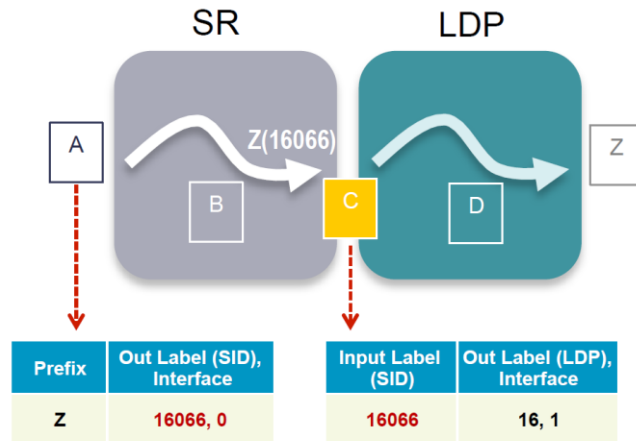 SR
LDP
Z(16066)
A
B
C
D
Z
Prefix
Out Label (SID),
Interface
Z
16066, 0
Input Label
(SID)
Out Label (LDP),
Interface
16066
16, 1